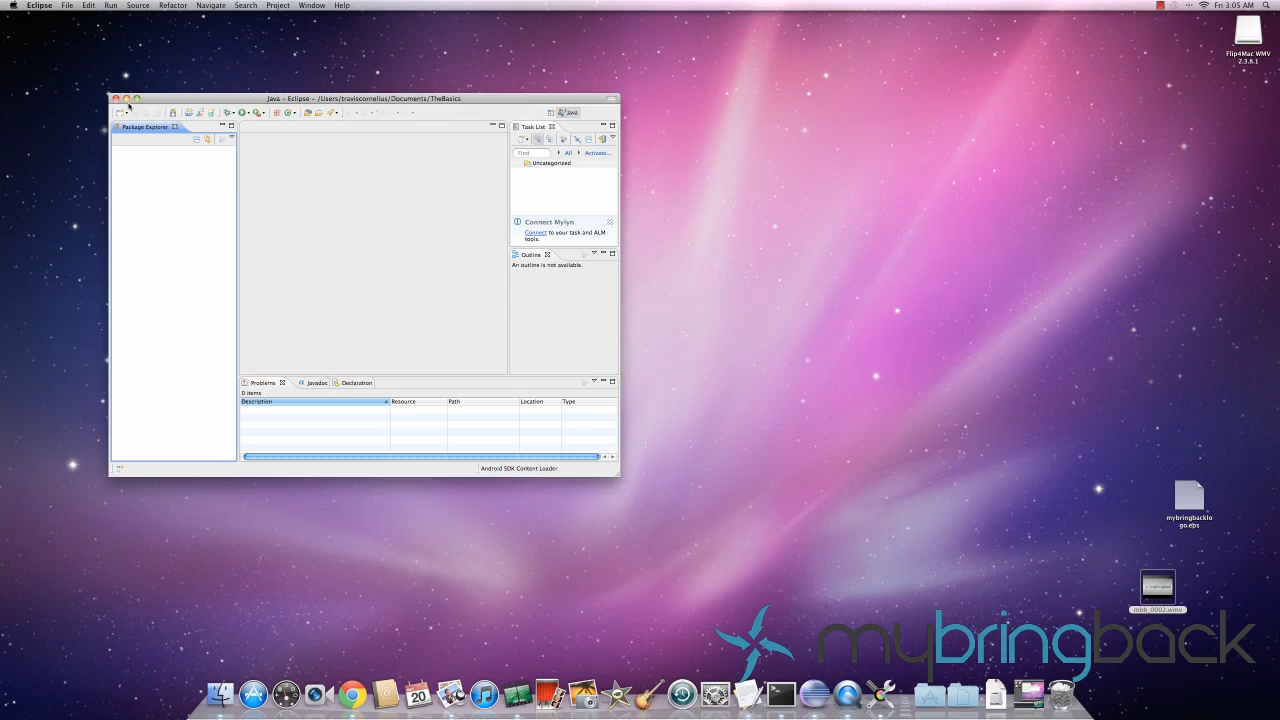 Eclipse File Edit Run Source Refactor Navigate Search Project Window Help
Fri 3:05 AM
Flip4Mac WMV
2.3.8.1
Java - Eclipse - /Users/traviscornelius/Documents/TheBasics
Java
Package Explorer
Task List
Find All Activate...
Uncategorized
Connect Mylyn
Connect to your task and ALM
tools.
Outline
An outline is not available.
Problems Javadoc Declaration
0 items
Description Resource Path Location Type
Android SDK Content Loader
mybringbacklo
go.eps
mbb_0002.wmv
mybringback
20